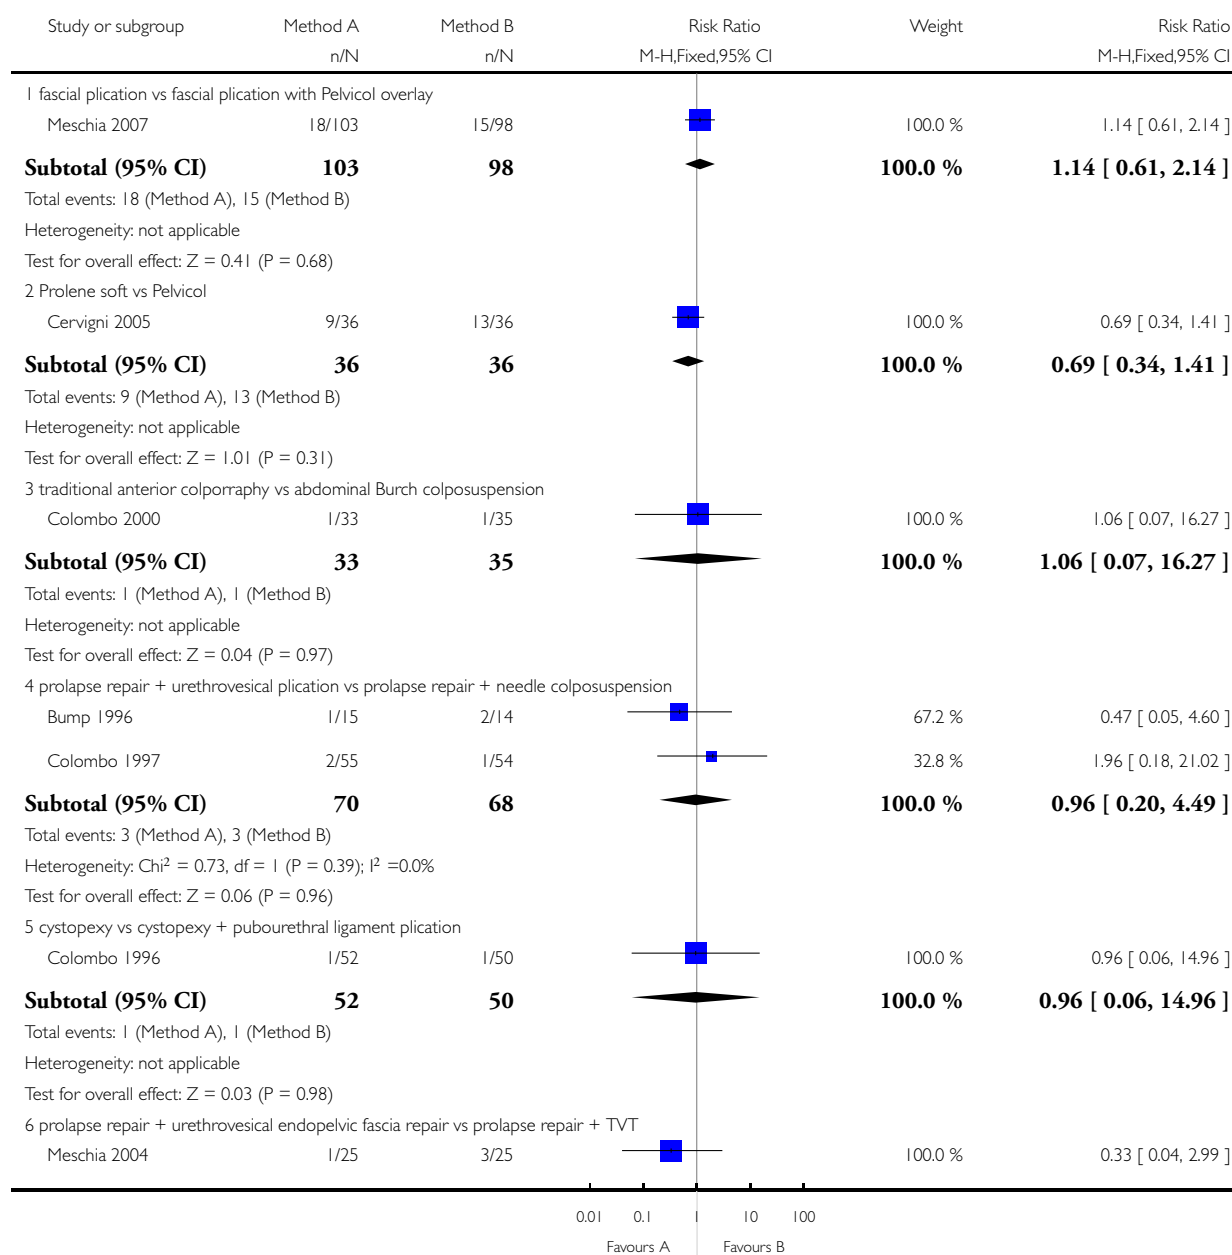 Study or subgroup Method A Method B Risk Ratio Weight Risk Ratio
n/N n/N M-H,Fixed,95% CI M-H,Fixed,95% CI
1 fascial plication vs fascial plication with Pelvicol overlay
Meschia 2007 18/103 15/98 100.0 % 1.14 [ 0.61, 2.14 ]
Subtotal (95% CI) 103 98 100.0 % 1.14 [ 0.61, 2.14 ]
Total events: 18 (Method A), 15 (Method B)
Heterogeneity: not applicable
Test for overall effect: Z = 0.41 (P = 0.68)
2 Prolene soft vs Pelvicol
Cervigni 2005 9/36 13/36 100.0 % 0.69 [ 0.34, 1.41 ]
Subtotal (95% CI) 36 36 100.0 % 0.69 [ 0.34, 1.41 ]
Total events: 9 (Method A), 13 (Method B)
Heterogeneity: not applicable
Test for overall effect: Z = 1.01 (P = 0.31)
3 traditional anterior colporraphy vs abdominal Burch colposuspension
Colombo 2000 1/33 1/35 100.0 % 1.06 [ 0.07, 16.27 ]
Subtotal (95% CI) 33 35 100.0 % 1.06 [ 0.07, 16.27 ]
Total events: 1 (Method A), 1 (Method B)
Heterogeneity: not applicable
Test for overall effect: Z = 0.04 (P = 0.97)
4 prolapse repair + urethrovesical plication vs prolapse repair + needle colposuspension
Bump 1996 1/15 2/14 67.2 % 0.47 [ 0.05, 4.60 ]
Colombo 1997 2/55 1/54 32.8 % 1.96 [ 0.18, 21.02 ]
Subtotal (95% CI) 70 68 100.0 % 0.96 [ 0.20, 4.49 ]
Total events: 3 (Method A), 3 (Method B)
Heterogeneity: Chi² = 0.73, df = 1 (P = 0.39); I² =0.0%
Test for overall effect: Z = 0.06 (P = 0.96)
5 cystopexy vs cystopexy + pubourethral ligament plication
Colombo 1996 1/52 1/50 100.0 % 0.96 [ 0.06, 14.96 ]
Subtotal (95% CI) 52 50 100.0 % 0.96 [ 0.06, 14.96 ]
Total events: 1 (Method A), 1 (Method B)
Heterogeneity: not applicable
Test for overall effect: Z = 0.03 (P = 0.98)
6 prolapse repair + urethrovesical endopelvic fascia repair vs prolapse repair + TVT
Meschia 2004 1/25 3/25 100.0 % 0.33 [ 0.04, 2.99 ]
0.01 0.1 1 10 100
Favours A Favours B